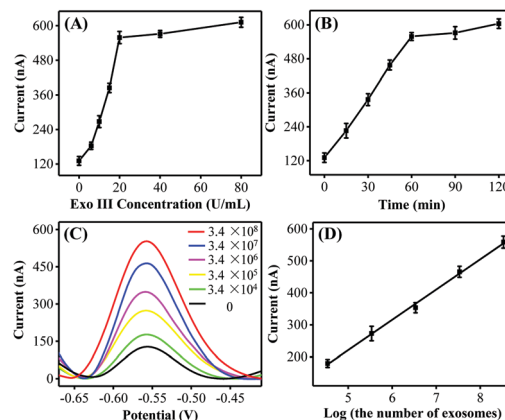 (A)
Current (nA)
600
480
360
240
120
0 20 40 60 80
Exo III Concentration (U/mL)
(B)
Current (nA)
600
480
360
240
120
0 30 60 90 120
Time (min)
(C)
Current (nA)
600
450
300
150
0
3.4 ×10⁸
3.4 ×10⁷
3.4 ×10⁶
3.4 ×10⁵
3.4 ×10⁴
0
-0.65 -0.60 -0.55 -0.50 -0.45
Potential (V)
(D)
Current (nA)
600
500
400
300
200
5 6 7 8
Log (the number of exosomes)